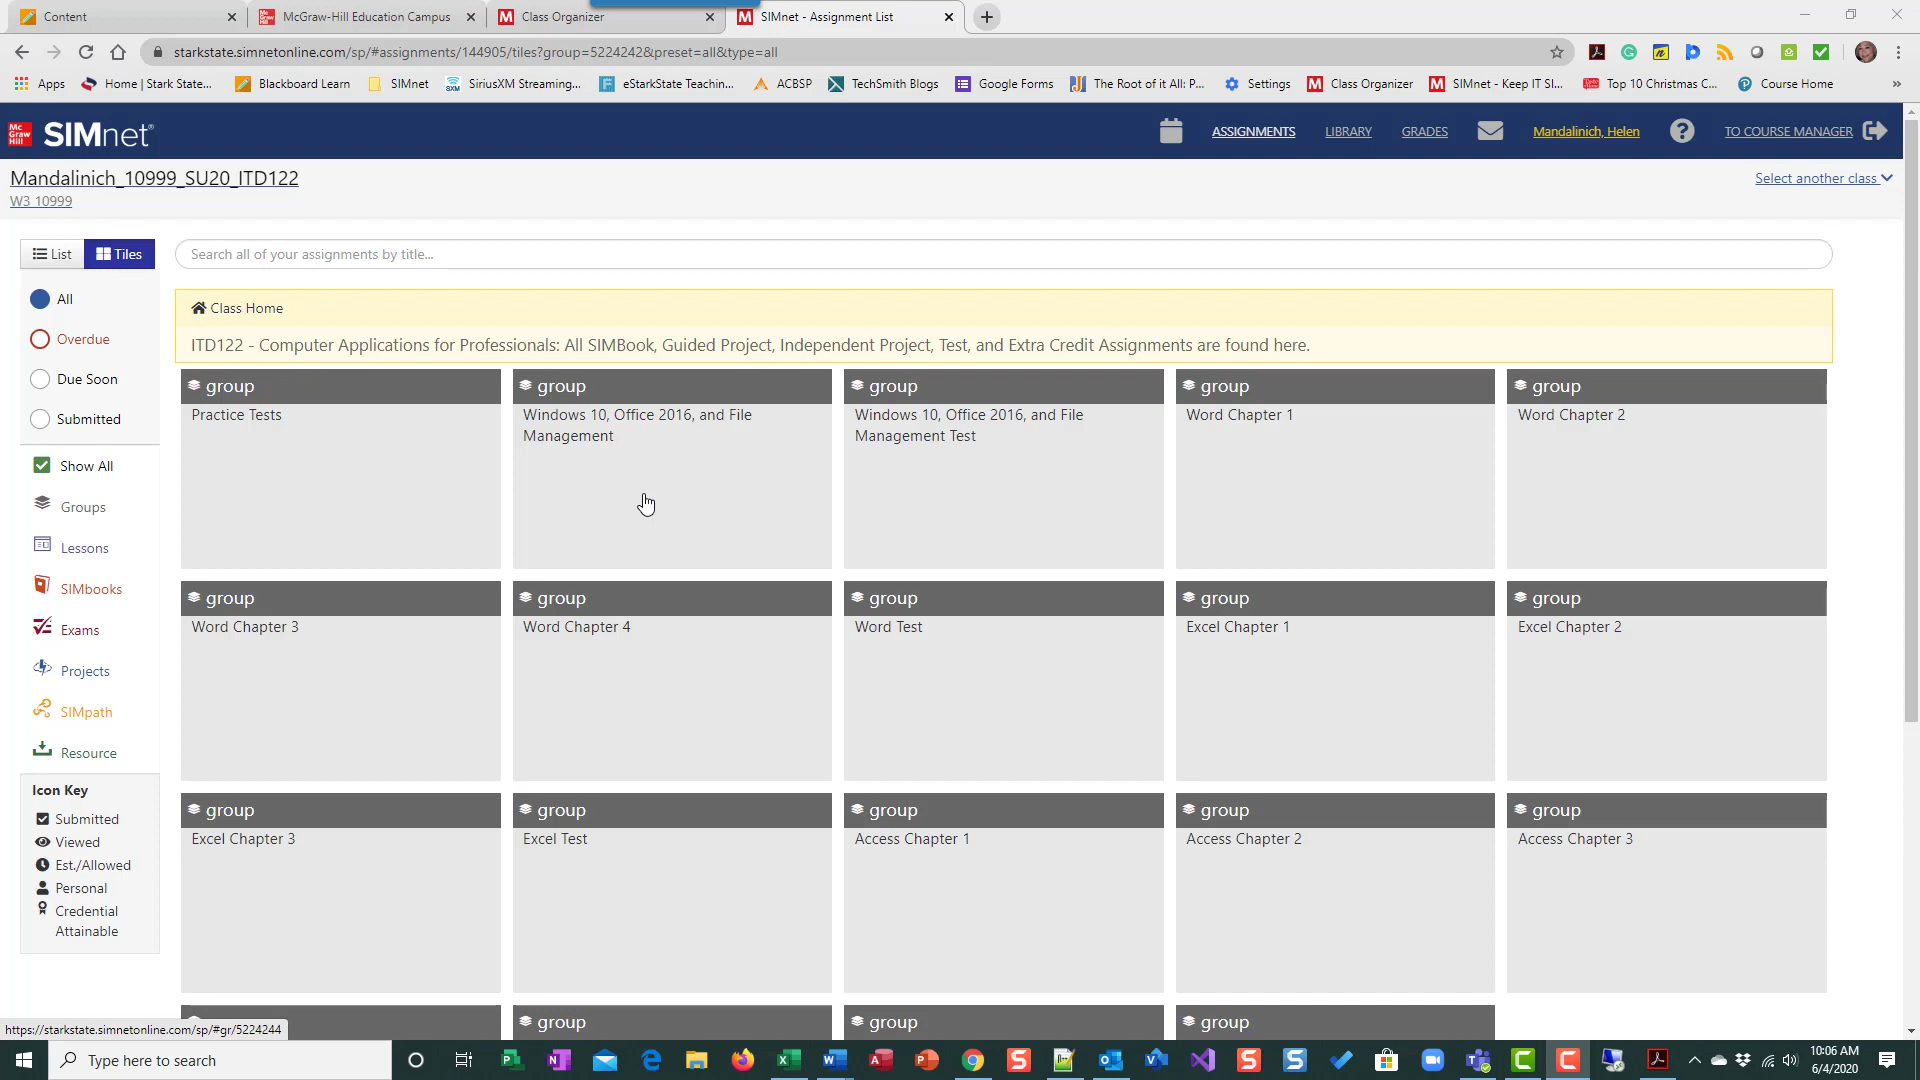 Content
McGraw-Hill Education Campus
Class Organizer
SIMnet - Assignment List
starkstate.simnetonline.com/sp/#assignments/144905/tiles?group=5224242&preset=all&type=all
Apps
Home | Stark State...
Blackboard Learn
SIMnet
SiriusXM Streaming...
eStarkState Teachin...
ACBSP
TechSmith Blogs
Google Forms
The Root of it All: P...
Settings
Class Organizer
SIMnet - Keep IT SI...
Top 10 Christmas C...
Course Home
»
Mc
Graw
Hill
SIMnet
ASSIGNMENTS
LIBRARY
GRADES
Mandalinich, Helen
TO COURSE MANAGER
Mandalinich_10999_SU20_ITD122
W3 10999
Select another class
List
Tiles
Search all of your assignments by title...
All
Overdue
Due Soon
Submitted
Show All
Groups
Lessons
SIMbooks
Exams
Projects
SIMpath
Resource
Icon Key
Submitted
Viewed
Est./Allowed
Personal
Credential
Attainable
Class Home
ITD122 - Computer Applications for Professionals: All SIMBook, Guided Project, Independent Project, Test, and Extra Credit Assignments are found here.
group
Practice Tests
group
Windows 10, Office 2016, and File
Management
group
Windows 10, Office 2016, and File
Management Test
group
Word Chapter 1
group
Word Chapter 2
group
Word Chapter 3
group
Word Chapter 4
group
Word Test
group
Excel Chapter 1
group
Excel Chapter 2
group
Excel Chapter 3
group
Excel Test
group
Access Chapter 1
group
Access Chapter 2
group
Access Chapter 3
group
group
group
https://starkstate.simnetonline.com/sp/#gr/5224244
Type here to search
10:06 AM
6/4/2020